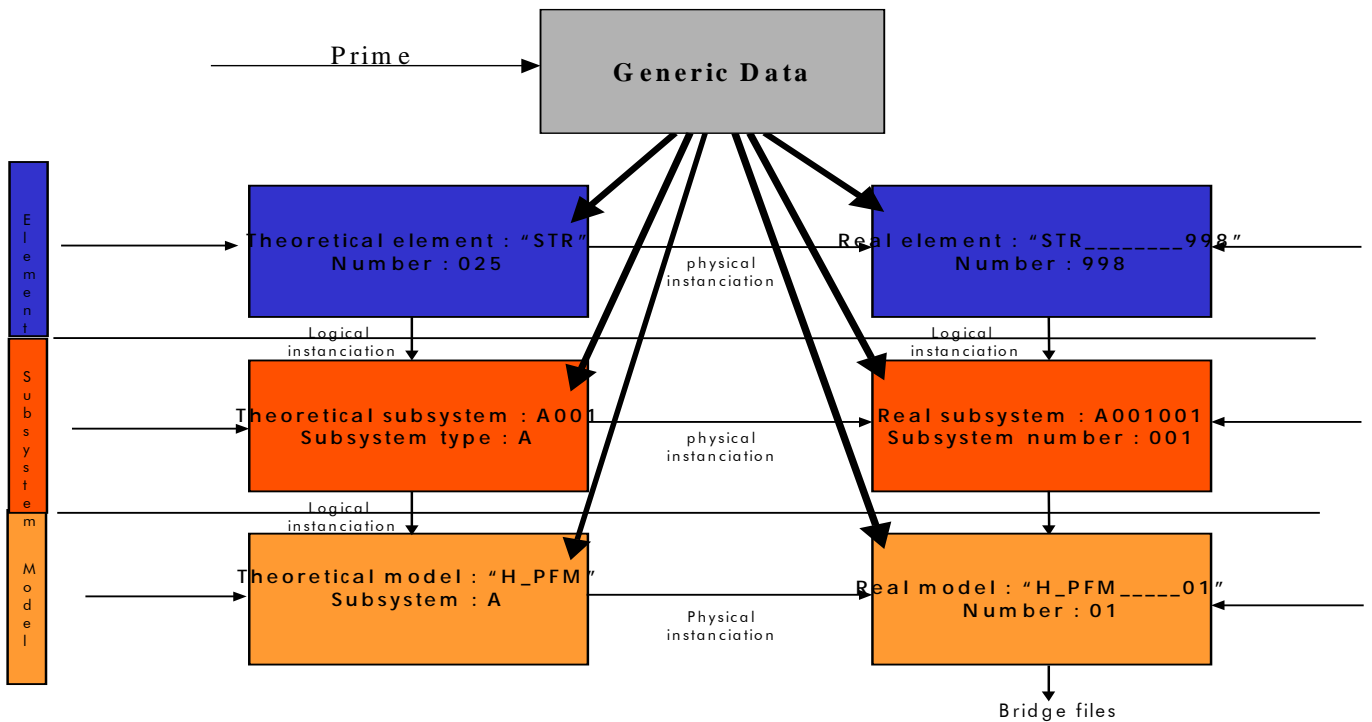 Prime
Generic Data
Element
Theoretical element : “STR”
Number : 025
physical
instanciation
Real element : “STR________998”
Number : 998
Logical
instanciation
Logical
instanciation
Subsystem
Theoretical subsystem : A001
Subsystem type : A
physical
instanciation
Real subsystem : A001001
Subsystem number : 001
Logical
instanciation
Model
Theoretical model : “H_PFM”
Subsystem : A
Physical
instanciation
Real model : “H_PFM_____01”
Number : 01
Bridge files